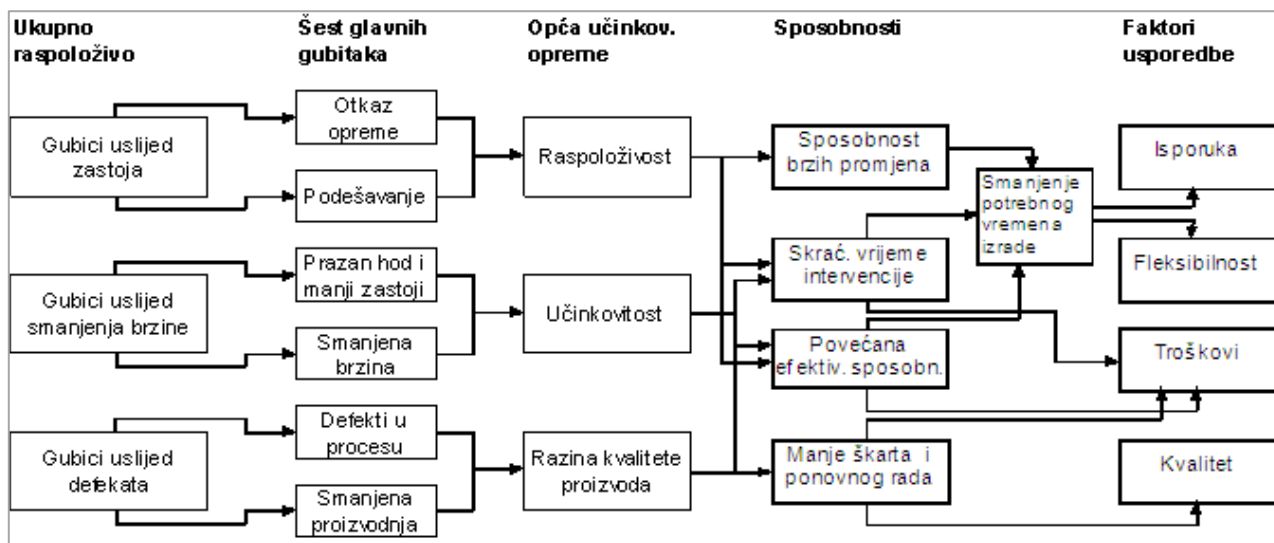 Ukupno
raspoloživo
Šest glavnih
gubitaka
Opća učinkov.
opreme
Sposobnosti
Faktori
usporedbe
Gubici uslijed
zastoja
Gubici uslijed
smanjenja brzine
Gubici uslijed
defekata
Otkaz
opreme
Podešavanje
Prazan hod i
manji zastoji
Smanjena
brzina
Defekti u
procesu
Smanjena
proizvodnja
Raspoloživost
Učinkovitost
Razina kvalitete
proizvoda
Sposobnost
brzih promjena
Skrać. vrijeme
intervencije
Povećana
efektiv. sposobn.
Manje škarta i
ponovnog rada
Smanjenje
potrebnog
vremena
izrade
Isporuka
Fleksibilnost
Troškovi
Kvalitet